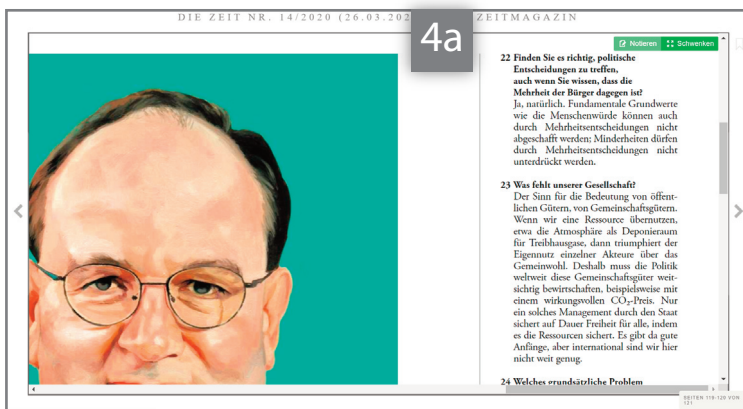 DIE ZEIT NR. 14/2020 (26.03.202 ZEITMAGAZIN
4a
Notieren Schwenken
22 Finden Sie es richtig, politische
Entscheidungen zu treffen,
auch wenn Sie wissen, dass die
Mehrheit der Bürger dagegen ist?
Ja, natürlich. Fundamentale Grundwerte
wie die Menschenwürde können auch
durch Mehrheitsentscheidungen nicht
abgeschafft werden; Minderheiten dürfen
durch Mehrheitsentscheidungen nicht
unterdrückt werden.
23 Was fehlt unserer Gesellschaft?
Der Sinn für die Bedeutung von öffent-
lichen Gütern, von Gemeinschaftsgütern.
Wenn wir eine Ressource übernutzen,
etwa die Atmosphäre als Deponieraum
für Treibhausgase, dann triumphiert der
Eigennutz einzelner Akteure über das
Gemeinwohl. Deshalb muss die Politik
weltweit diese Gemeinschaftsgüter weit-
sichtig bewirtschaften, beispielsweise mit
einem wirkungsvollen CO₂-Preis. Nur
ein solches Management durch den Staat
sichert auf Dauer Freiheit für alle, indem
es die Ressourcen sichert. Es gibt da gute
Anfänge, aber international sind wir hier
nicht weit genug.
24 Welches grundsätzliche Problem
SEITEN 119-120 VON
121